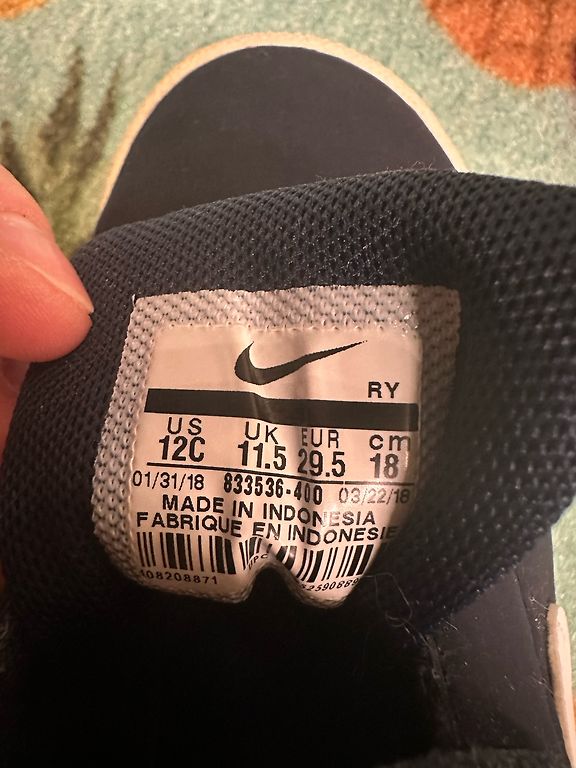 RY
US UK EUR cm
12C 11.5 29.5 18
01/31/18 833536-400 03/22/18
MADE IN INDONESIA
FABRIQUE EN INDONESIE